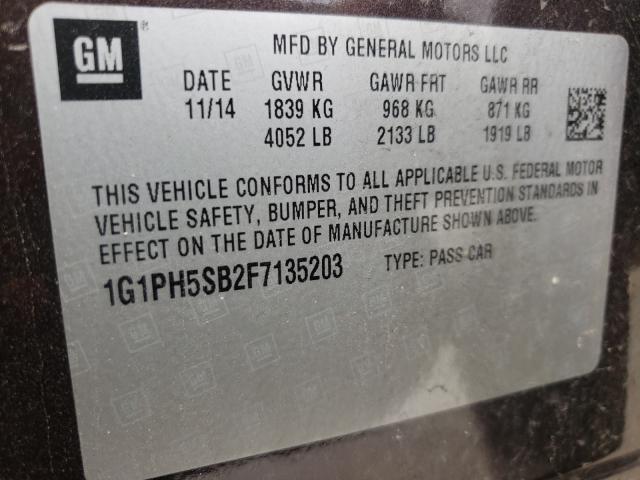 GM
MFD BY GENERAL MOTORS LLC
DATE GVWR GAWR FRT GAWR RR
11/14 1839 KG 968 KG 871 KG
4052 LB 2133 LB 1919 LB
THIS VEHICLE CONFORMS TO ALL APPLICABLE U.S. FEDERAL MOTOR
VEHICLE SAFETY, BUMPER, AND THEFT PREVENTION STANDARDS IN
EFFECT ON THE DATE OF MANUFACTURE SHOWN ABOVE.
1G1PH5SB2F7135203 TYPE: PASS CAR